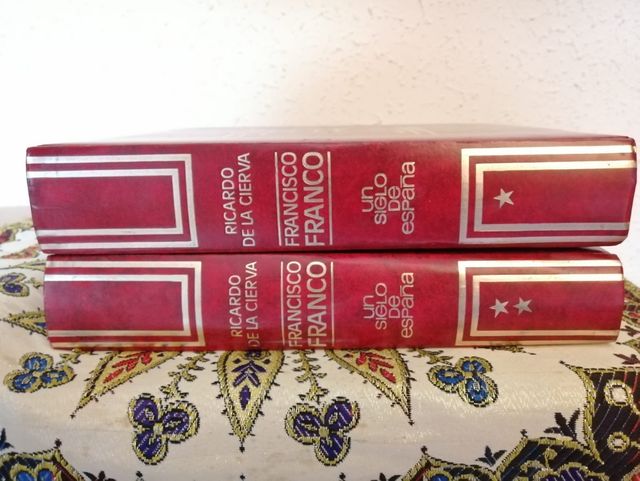 RICARDO
DE LA CIERVA
FRANCISCO
FRANCO
un
siglo
de
españa
RICARDO
DE LA CIERVA
FRANCISCO
FRANCO
un
siglo
de
españa